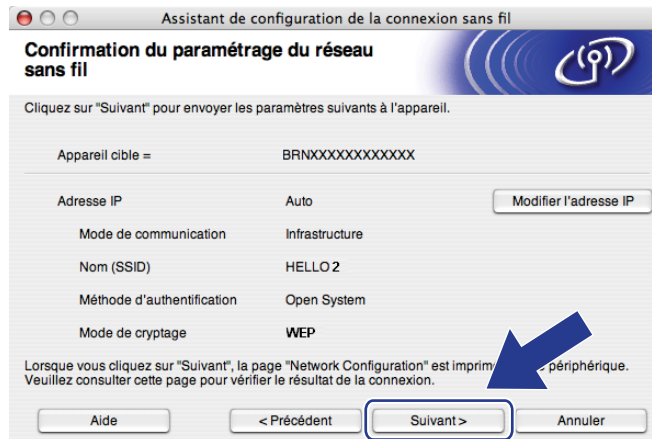 Assistant de configuration de la connexion sans fil
Confirmation du paramétrage du réseau
sans fil
Cliquez sur "Suivant" pour envoyer les paramètres suivants à l'appareil.
Appareil cible = BRNXXXXXXXXXXXX
Adresse IP Auto Modifier l'adresse IP
Mode de communication Infrastructure
Nom (SSID) HELLO 2
Méthode d'authentification Open System
Mode de cryptage WEP
Lorsque vous cliquez sur "Suivant", la page "Network Configuration" est périphérique.
Veuillez consulter cette page pour vérifier le résultat de la connexion.
Aide < Précédent Suivant > Annuler